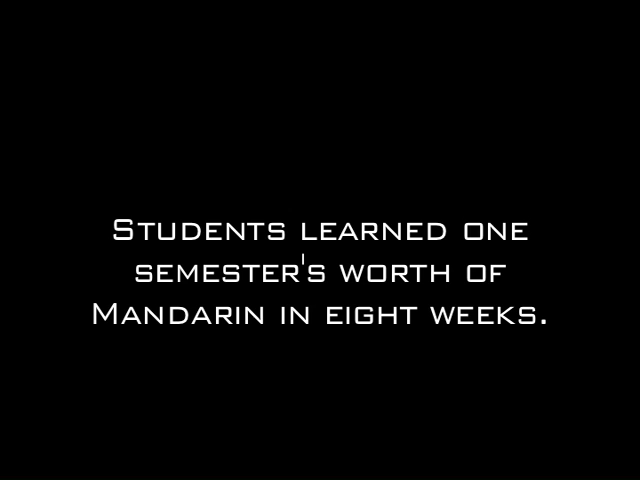 Students learned one
semester's worth of
Mandarin in eight weeks.